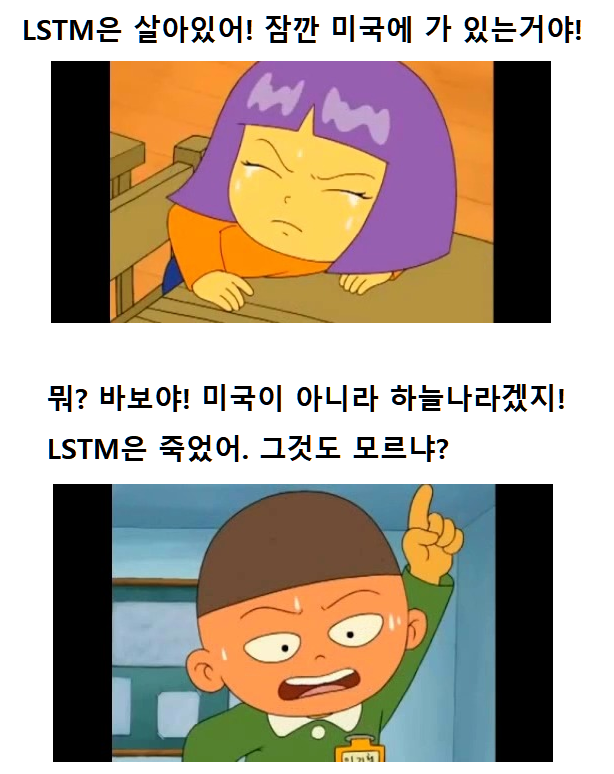 LSTM은 살아있어! 잠깐 미국에 가 있는거야!
뭐? 바보야! 미국이 아니라 하늘나라겠지!
LSTM은 죽었어. 그것도 모르냐?